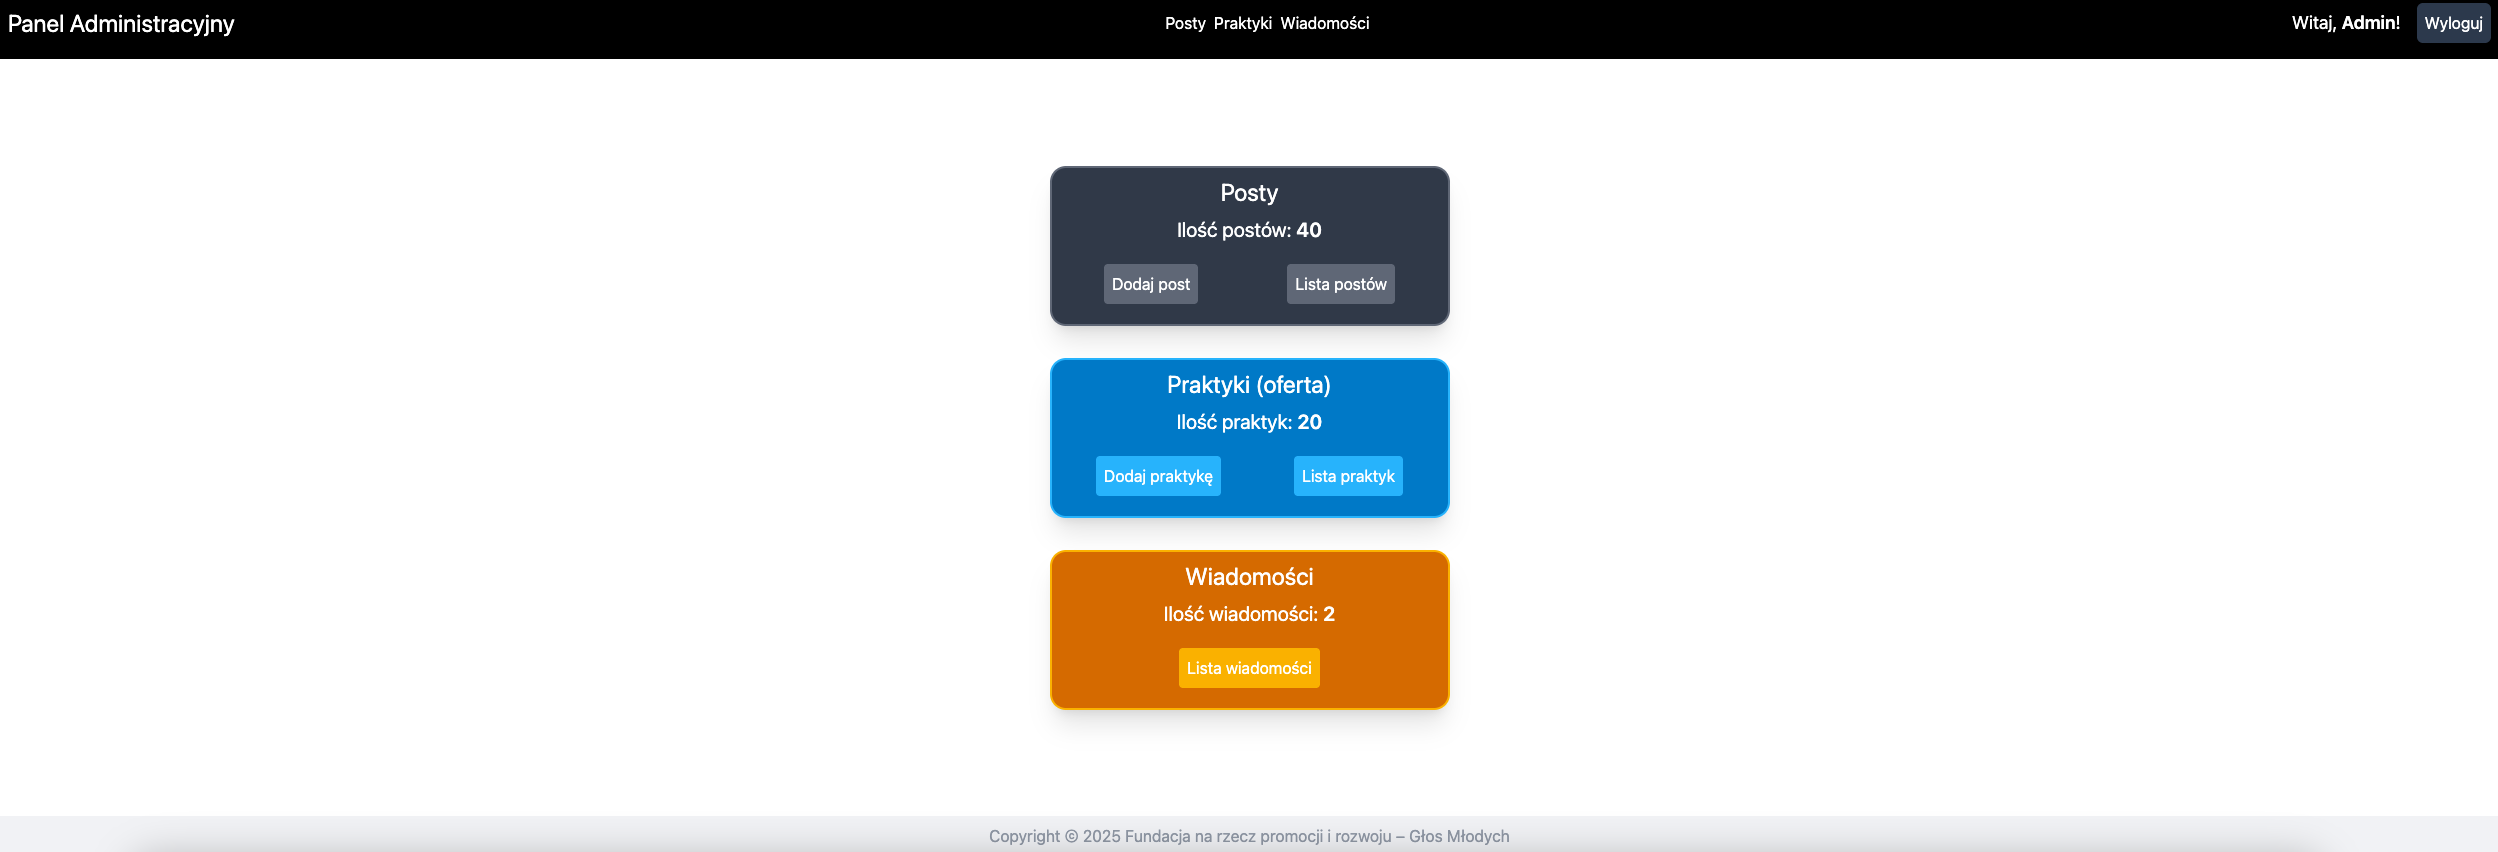 Panel Administracyjny
Posty Praktyki Wiadomości
Witaj, Admin!
Wyloguj
Posty
Ilość postów: 40
Dodaj post
Lista postów
Praktyki (oferta)
Ilość praktyk: 20
Dodaj praktykę
Lista praktyk
Wiadomości
Ilość wiadomości: 2
Lista wiadomości
Copyright © 2025 Fundacja na rzecz promocji i rozwoju – Głos Młodych